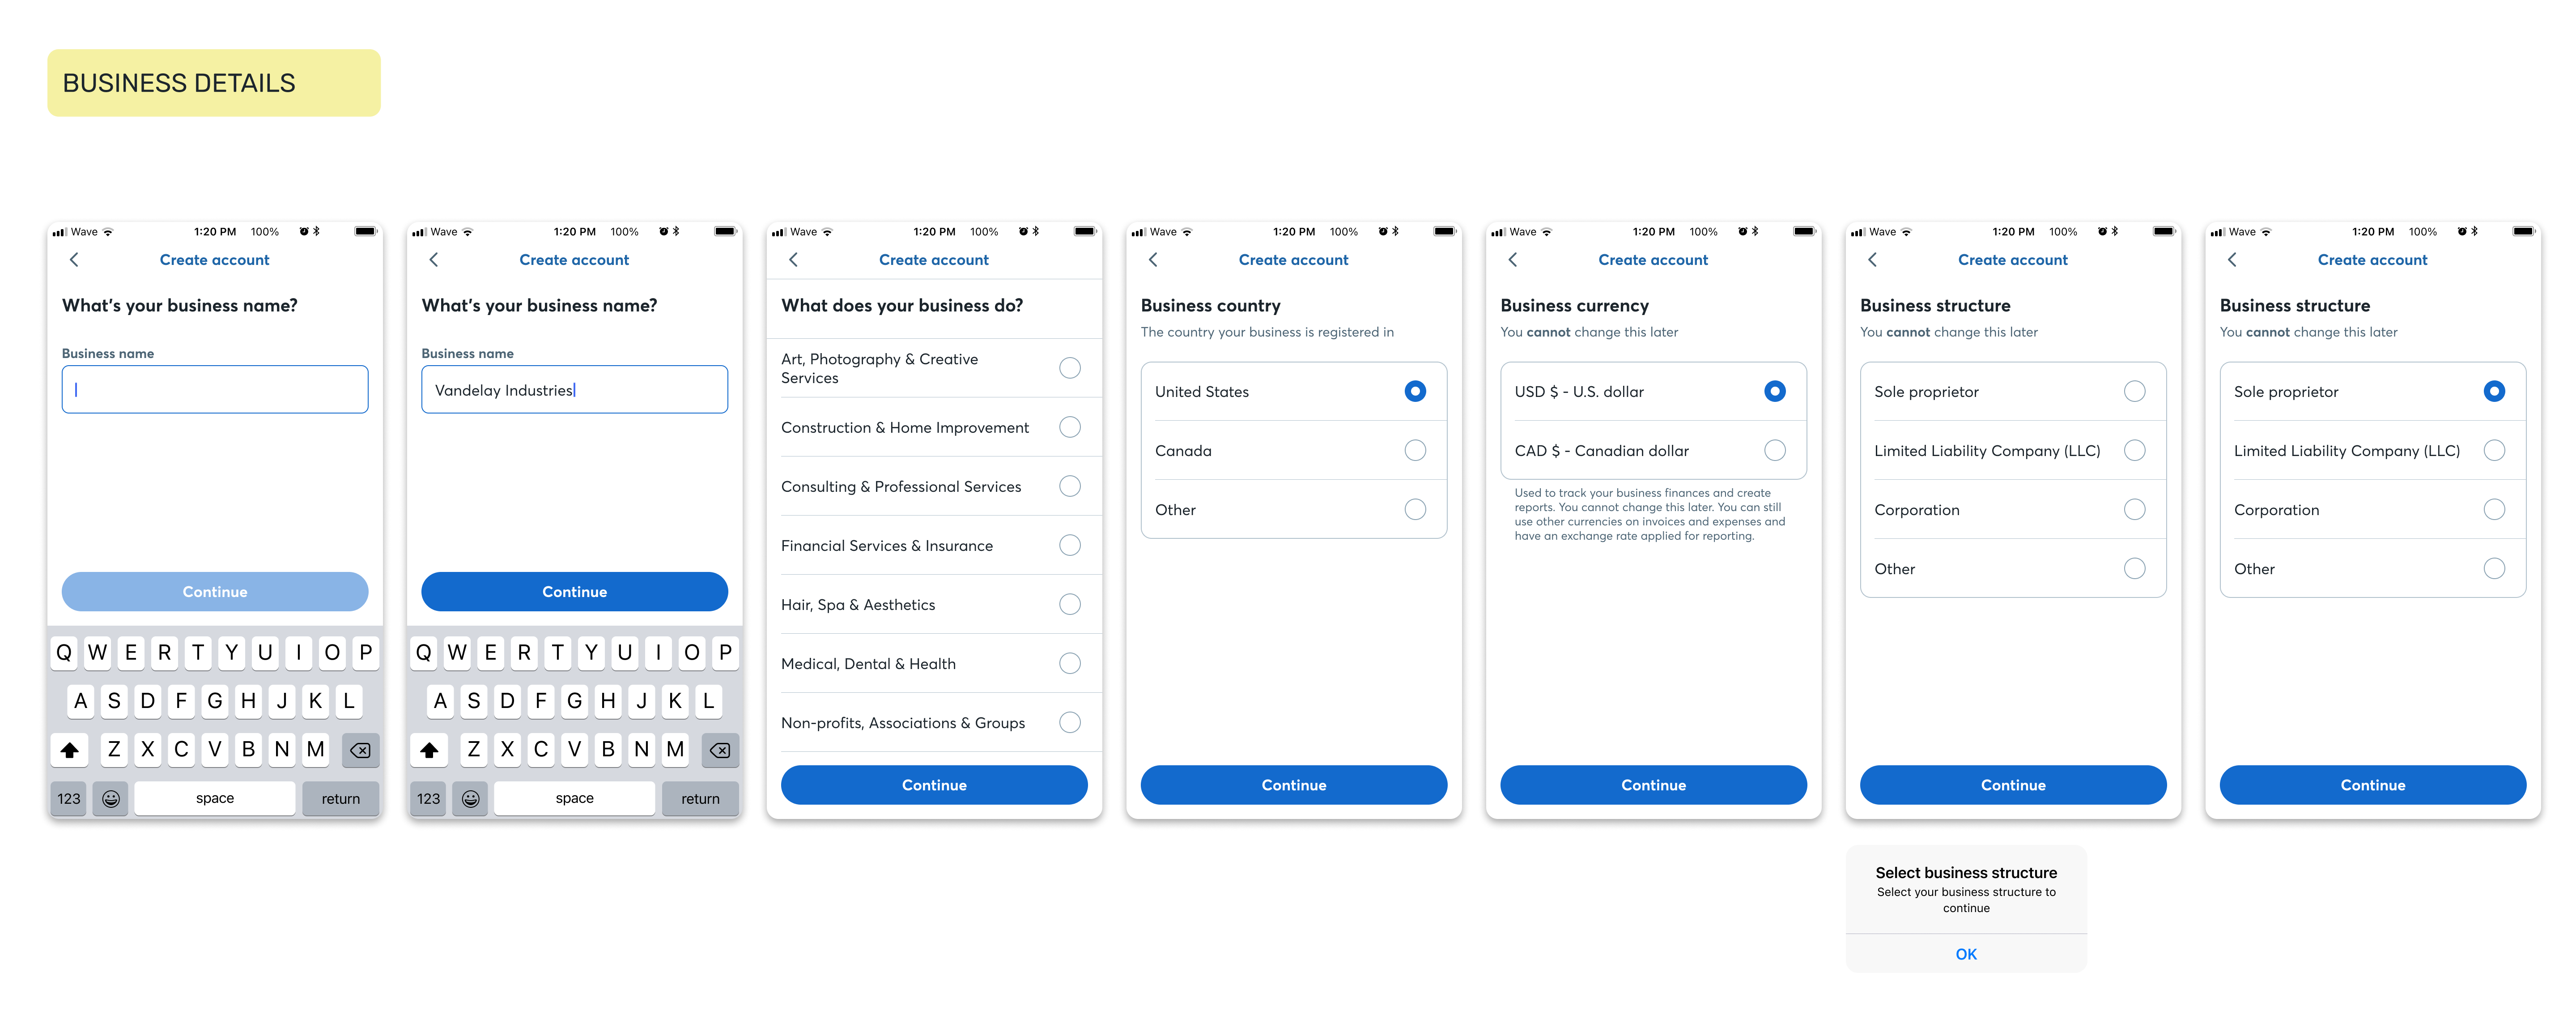 BUSINESS DETAILS
Wave 1:20 PM 100%
Create account
What's your business name?
Business name
Continue
Q W E R T Y U I O P
A S D F G H J K L
Z X C V B N M
123 space return
Wave 1:20 PM 100%
Create account
What's your business name?
Business name
Vandelay Industries
Continue
Q W E R T Y U I O P
A S D F G H J K L
Z X C V B N M
123 space return
Wave 1:20 PM 100%
Create account
What does your business do?
Art, Photography & Creative
Services
Construction & Home Improvement
Consulting & Professional Services
Financial Services & Insurance
Hair, Spa & Aesthetics
Medical, Dental & Health
Non-profits, Associations & Groups
Continue
Wave 1:20 PM 100%
Create account
Business country
The country your business is registered in
United States
Canada
Other
Continue
Wave 1:20 PM 100%
Create account
Business currency
You cannot change this later
USD $ - U.S. dollar
CAD $ - Canadian dollar
Used to track your business finances and create
reports. You cannot change this later. You can still
use other currencies on invoices and expenses and
have an exchange rate applied for reporting.
Continue
Wave 1:20 PM 100%
Create account
Business structure
You cannot change this later
Sole proprietor
Limited Liability Company (LLC)
Corporation
Other
Continue
Select business structure
Select your business structure to
continue
OK
Wave 1:20 PM 100%
Create account
Business structure
You cannot change this later
Sole proprietor
Limited Liability Company (LLC)
Corporation
Other
Continue